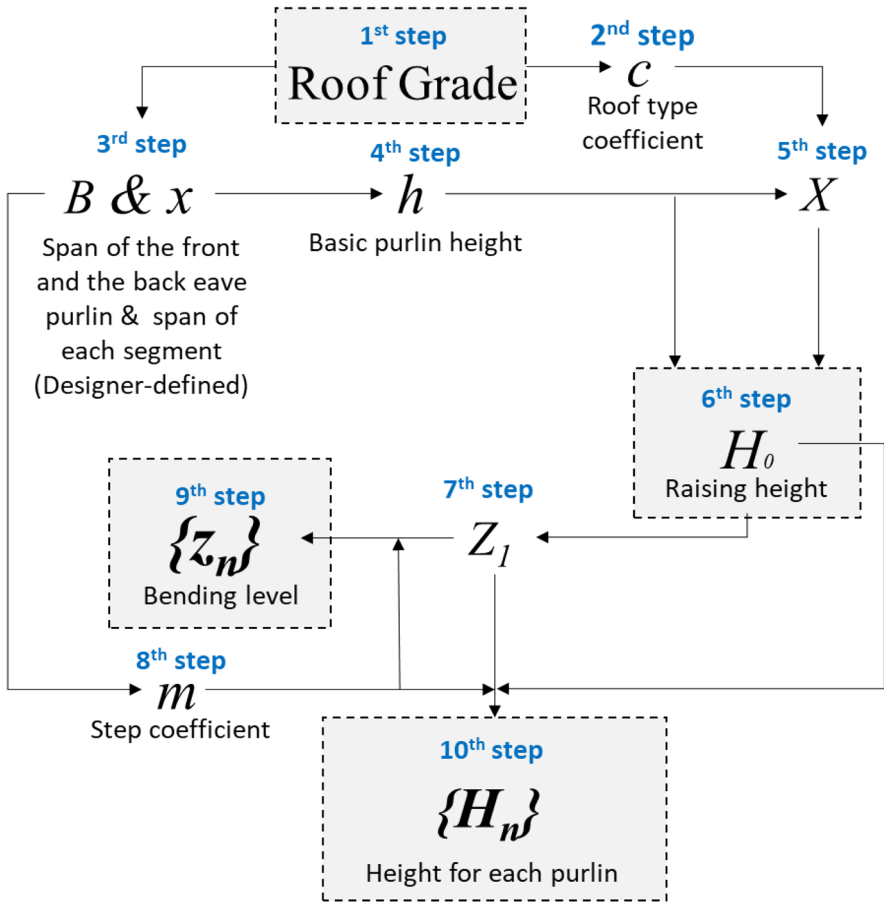 1st step
Roof Grade
2nd step
c
Roof type
coefficient
3rd step
B & x
Span of the front
and the back eave
purlin & span of
each segment
(Designer-defined)
4th step
h
Basic purlin height
5th step
X
6th step
H0
Raising height
7th step
Z1
9th step
{zn}
Bending level
8th step
m
Step coefficient
10th step
{Hn}
Height for each purlin